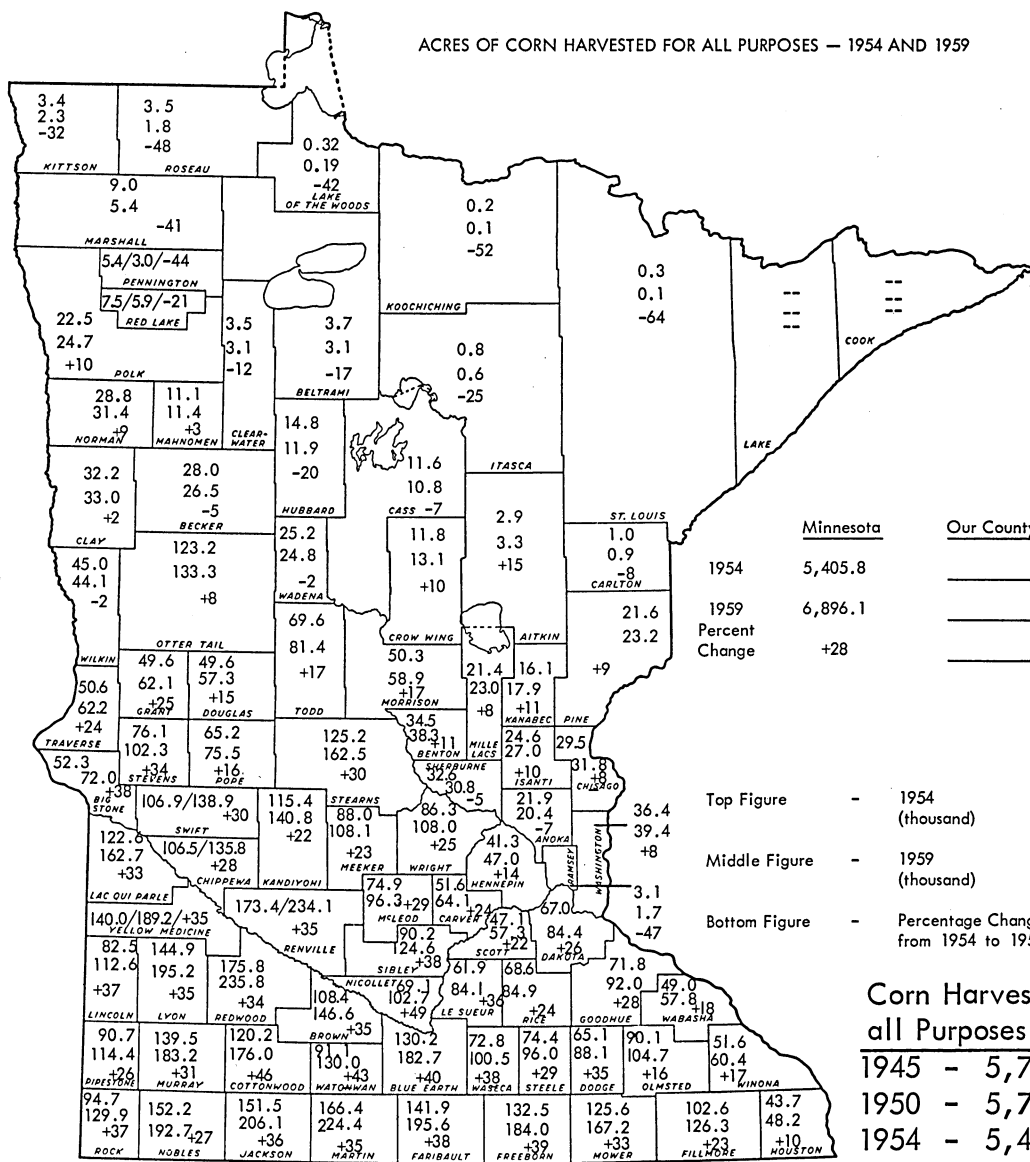 ACRES OF CORN HARVESTED FOR ALL PURPOSES — 1954 AND 1959
3.4
2.3
-32
KITTSON
3.5
1.8
-48
ROSEAU
0.32
0.19
-42
LAKE
OF THE WOODS
9.0
5.4
-41
MARSHALL
0.2
0.1
-52
KOOCHICHING
0.3
0.1
-64
ST. LOUIS
--
--
--
LAKE
--
--
--
COOK
5.4/3.0/-44
PENNINGTON
7.5/5.9/-21
RED LAKE
22.5
24.7
+10
POLK
3.5
3.1
-12
CLEAR-
WATER
3.7
3.1
-17
BELTRAMI
0.8
0.6
-25
ITASCA
28.8
31.4
+9
NORMAN
11.1
11.4
+3
MAHNOMEN
14.8
11.9
-20
HUBBARD
11.6
10.8
-7
CASS
32.2
33.0
+2
CLAY
28.0
26.5
-5
BECKER
25.2
24.8
-2
WADENA
11.8
13.1
+10
CROW WING
2.9
3.3
+15
AITKIN
1.0
0.9
-8
CARLTON
45.0
44.1
-2
WILKIN
123.2
133.3
+8
OTTER TAIL
69.6
81.4
+17
TODD
50.3
58.9
+17
MORRISON
21.4
23.0
+8
MILLE
LACS
16.1
17.9
+11
KANABEC
21.6
23.2
+9
PINE
50.6
62.2
+24
TRAVERSE
49.6
62.1
+25
GRANT
49.6
57.3
+15
DOUGLAS
34.5
38.3
+11
BENTON
24.6
27.0
+10
ISANTI
29.5
31.8
+8
CHISAGO
52.3
72.0
+38
BIG
STONE
76.1
102.3
+34
STEVENS
65.2
75.5
+16
POPE
125.2
162.5
+30
STEARNS
SHERBURNE
32.6
30.8
-5
21.9
20.4
-7
ANOKA
106.9/138.9
+30
SWIFT
115.4
140.8
+22
KANDIYOHI
88.0
108.1
+23
MEEKER
86.3
108.0
+25
WRIGHT
41.3
47.0
+14
HENNEPIN
RAMSEY
WASHINGTON
36.4
39.4
+8
3.1
1.7
-47
122.6
162.7
+33
LAC QUI PARLE
106.5/135.8
+28
CHIPPEWA
173.4/234.1
+35
RENVILLE
74.9
96.3
+29
MCLEOD
51.6
64.1
+24
CARVER
47.1
57.3
+22
SCOTT
67.0
84.4
+26
DAKOTA
140.0/189.2/+35
YELLOW MEDICINE
90.2
124.6
+38
SIBLEY
82.5
112.6
+37
LINCOLN
144.9
195.2
+35
LYON
175.8
235.8
+34
REDWOOD
NICOLLET
69.1
102.7
+49
61.9
84.1
+36
LE SUEUR
68.6
84.9
+24
RICE
71.8
92.0
+28
GOODHUE
49.0
57.8
+18
WABASHA
108.4
146.6
+35
BROWN
90.7
114.4
+26
PIPESTONE
139.5
183.2
+31
MURRAY
120.2
176.0
+46
COTTONWOOD
91.1
130.0
+43
WATONWAN
130.2
182.7
+40
BLUE EARTH
72.8
100.5
+38
WASECA
74.4
96.0
+29
STEELE
65.1
88.1
+35
DODGE
90.1
104.7
+16
OLMSTED
51.6
60.4
+17
WINONA
94.7
129.9
+37
ROCK
152.2
192.7
+27
NOBLES
151.5
206.1
+36
JACKSON
166.4
224.4
+35
MARTIN
141.9
195.6
+38
FARIBAULT
132.5
184.0
+39
FREEBORN
125.6
167.2
+33
MOWER
102.6
126.3
+23
FILLMORE
43.7
48.2
+10
HOUSTON
Minnesota Our County
1954 5,405.8
1959 6,896.1
Percent
Change +28
Top Figure - 1954
(thousand)
Middle Figure - 1959
(thousand)
Bottom Figure - Percentage Chang
from 1954 to 195
Corn Harves
all Purposes
1945 - 5,7
1950 - 5,7
1954 - 5,4